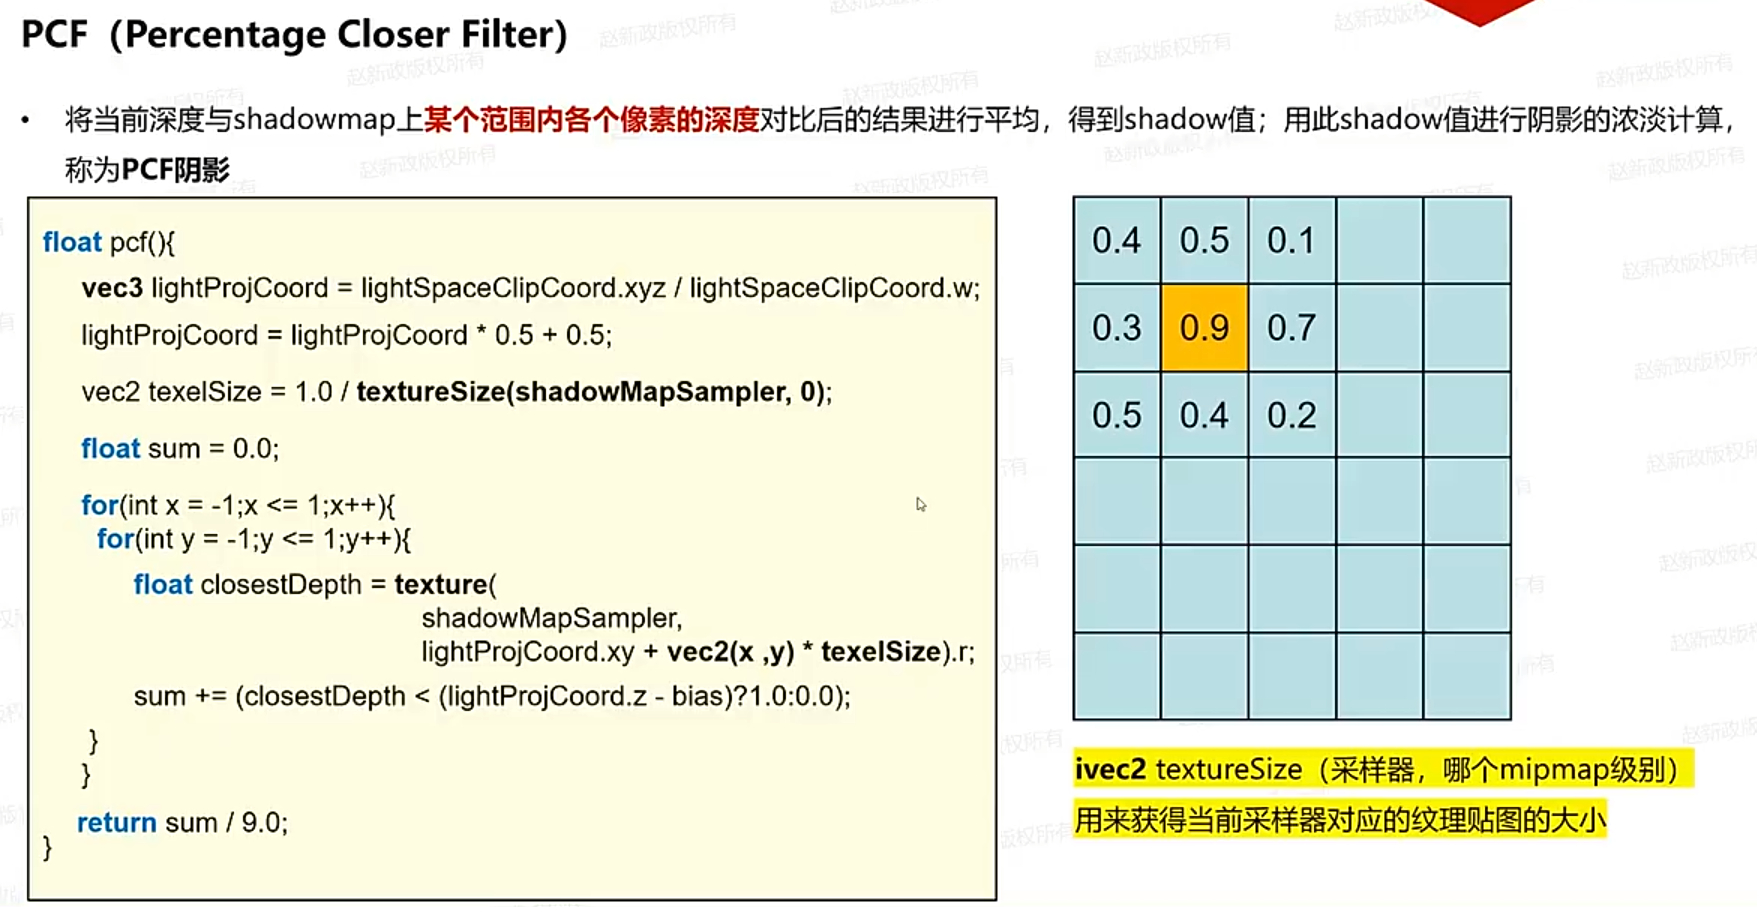 PCF（Percentage Closer Filter）
• 将当前深度与shadowmap上某个范围内各个像素的深度对比后的结果进行平均，得到shadow值；用此shadow值进行阴影的浓淡计算，
称为PCF阴影
float pcf(){
vec3 lightProjCoord = lightSpaceClipCoord.xyz / lightSpaceClipCoord.w;
lightProjCoord = lightProjCoord * 0.5 + 0.5;
vec2 texelSize = 1.0 / textureSize(shadowMapSampler, 0);
float sum = 0.0;
for(int x = -1;x <= 1;x++){
for(int y = -1;y <= 1;y++){
float closestDepth = texture(
shadowMapSampler,
lightProjCoord.xy + vec2(x ,y) * texelSize).r;
sum += (closestDepth < (lightProjCoord.z - bias)?1.0:0.0);
}
}
return sum / 9.0;
}
0.4 0.5 0.1
0.3 0.9 0.7
0.5 0.4 0.2
ivec2 textureSize（采样器，哪个mipmap级别）
用来获得当前采样器对应的纹理贴图的大小
赵新政版权所有